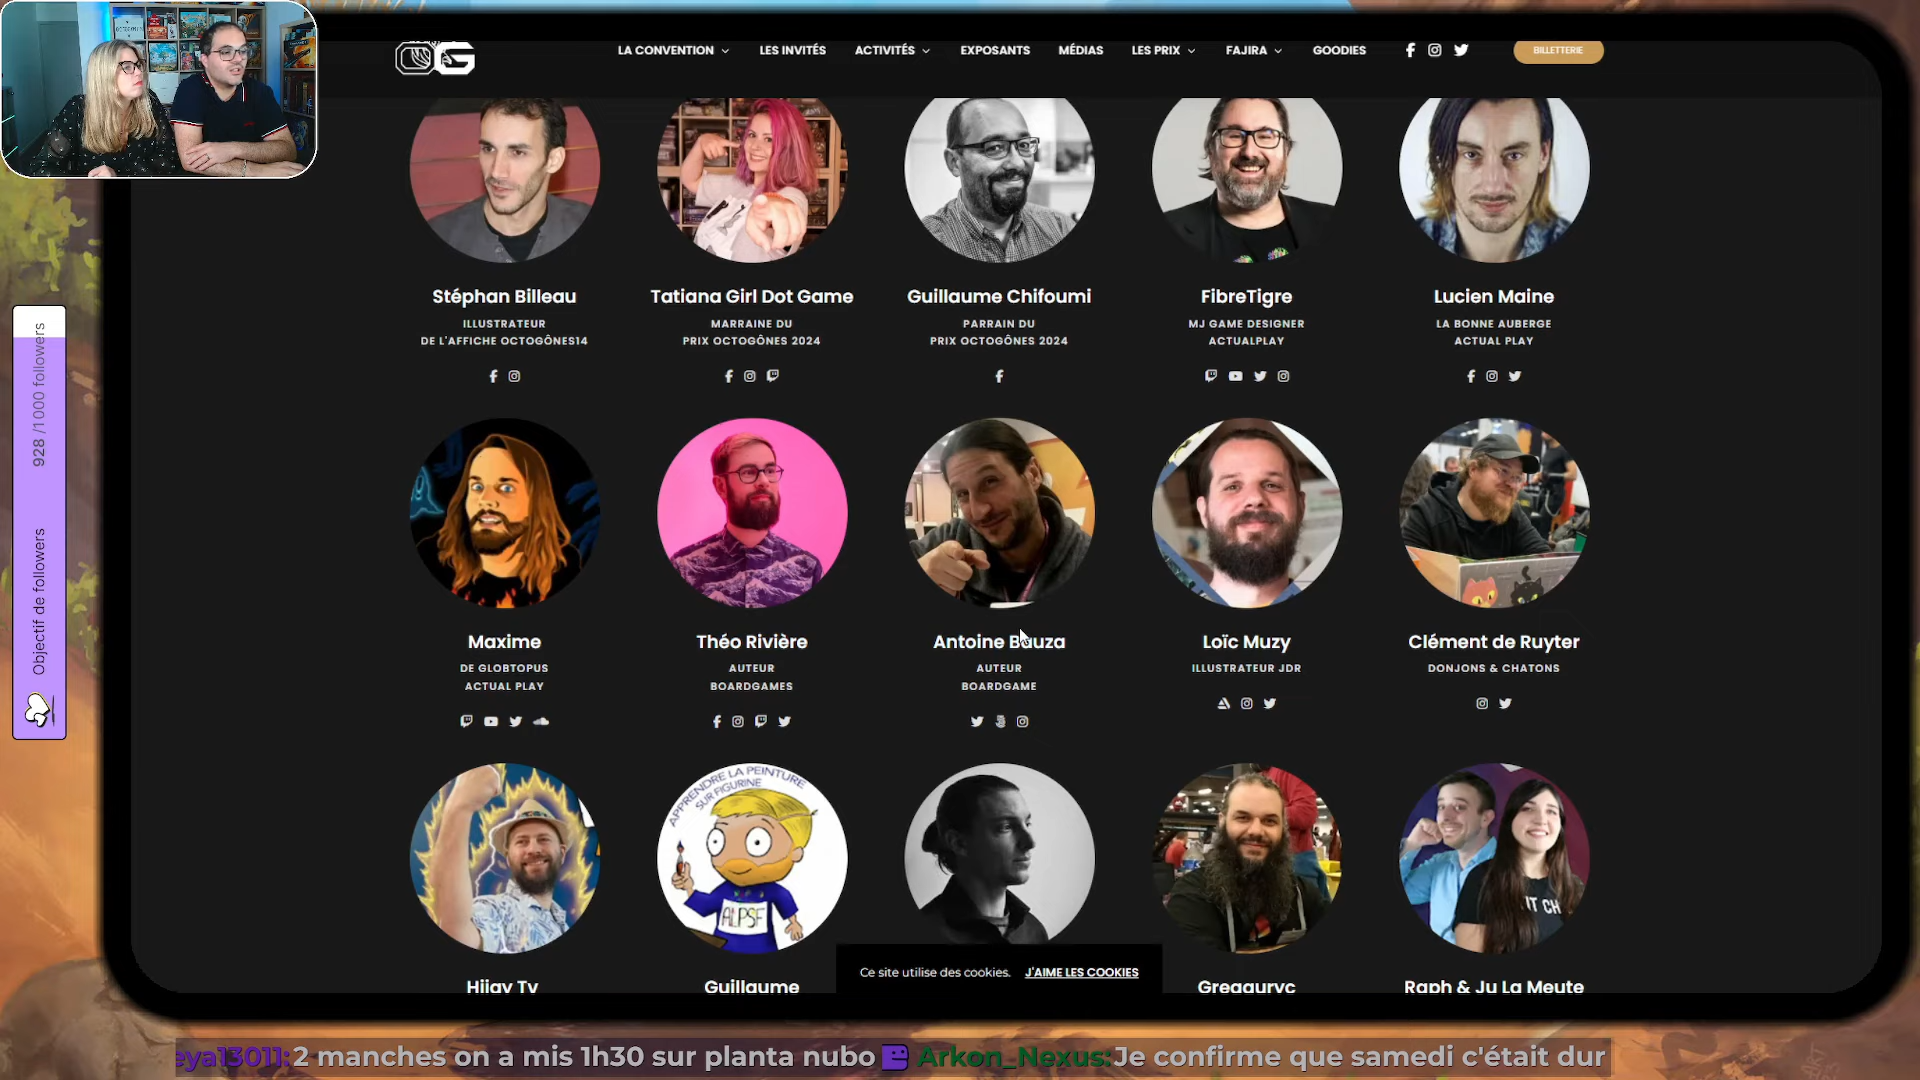 LA CONVENTION
LES INVITÉS
ACTIVITÉS
EXPOSANTS
MÉDIAS
LES PRIX
FAJIRA
GOODIES
BILLETTERIE
Stéphan Billeau
ILLUSTRATEUR
DE L'AFFICHE OCTOGÔNES14
Tatiana Girl Dot Game
MARRAINE DU
PRIX OCTOGÔNES 2024
Guillaume Chifoumi
PARRAIN DU
PRIX OCTOGÔNES 2024
FibreTigre
MJ GAME DESIGNER
ACTUALPLAY
Lucien Maine
LA BONNE AUBERGE
ACTUAL PLAY
Maxime
DE GLOBTOPUS
ACTUAL PLAY
Théo Rivière
AUTEUR
BOARDGAMES
Antoine Bauza
AUTEUR
BOARDGAME
Loïc Muzy
ILLUSTRATEUR JDR
Clément de Ruyter
DONJONS & CHATONS
APPRENDRE LA PEINTURE
SUR FIGURINE
ALPSF
IT CH
Hijay Tv
Guillaume
Gregauryc
Raph & Ju La Meute
Ce site utilise des cookies. J'AIME LES COOKIES
Objectif de followers 928 /1000 followers
eya13011: 2 manches on a mis 1h30 sur planta nubo Arkon_Nexus: Je confirme que samedi c'était dur